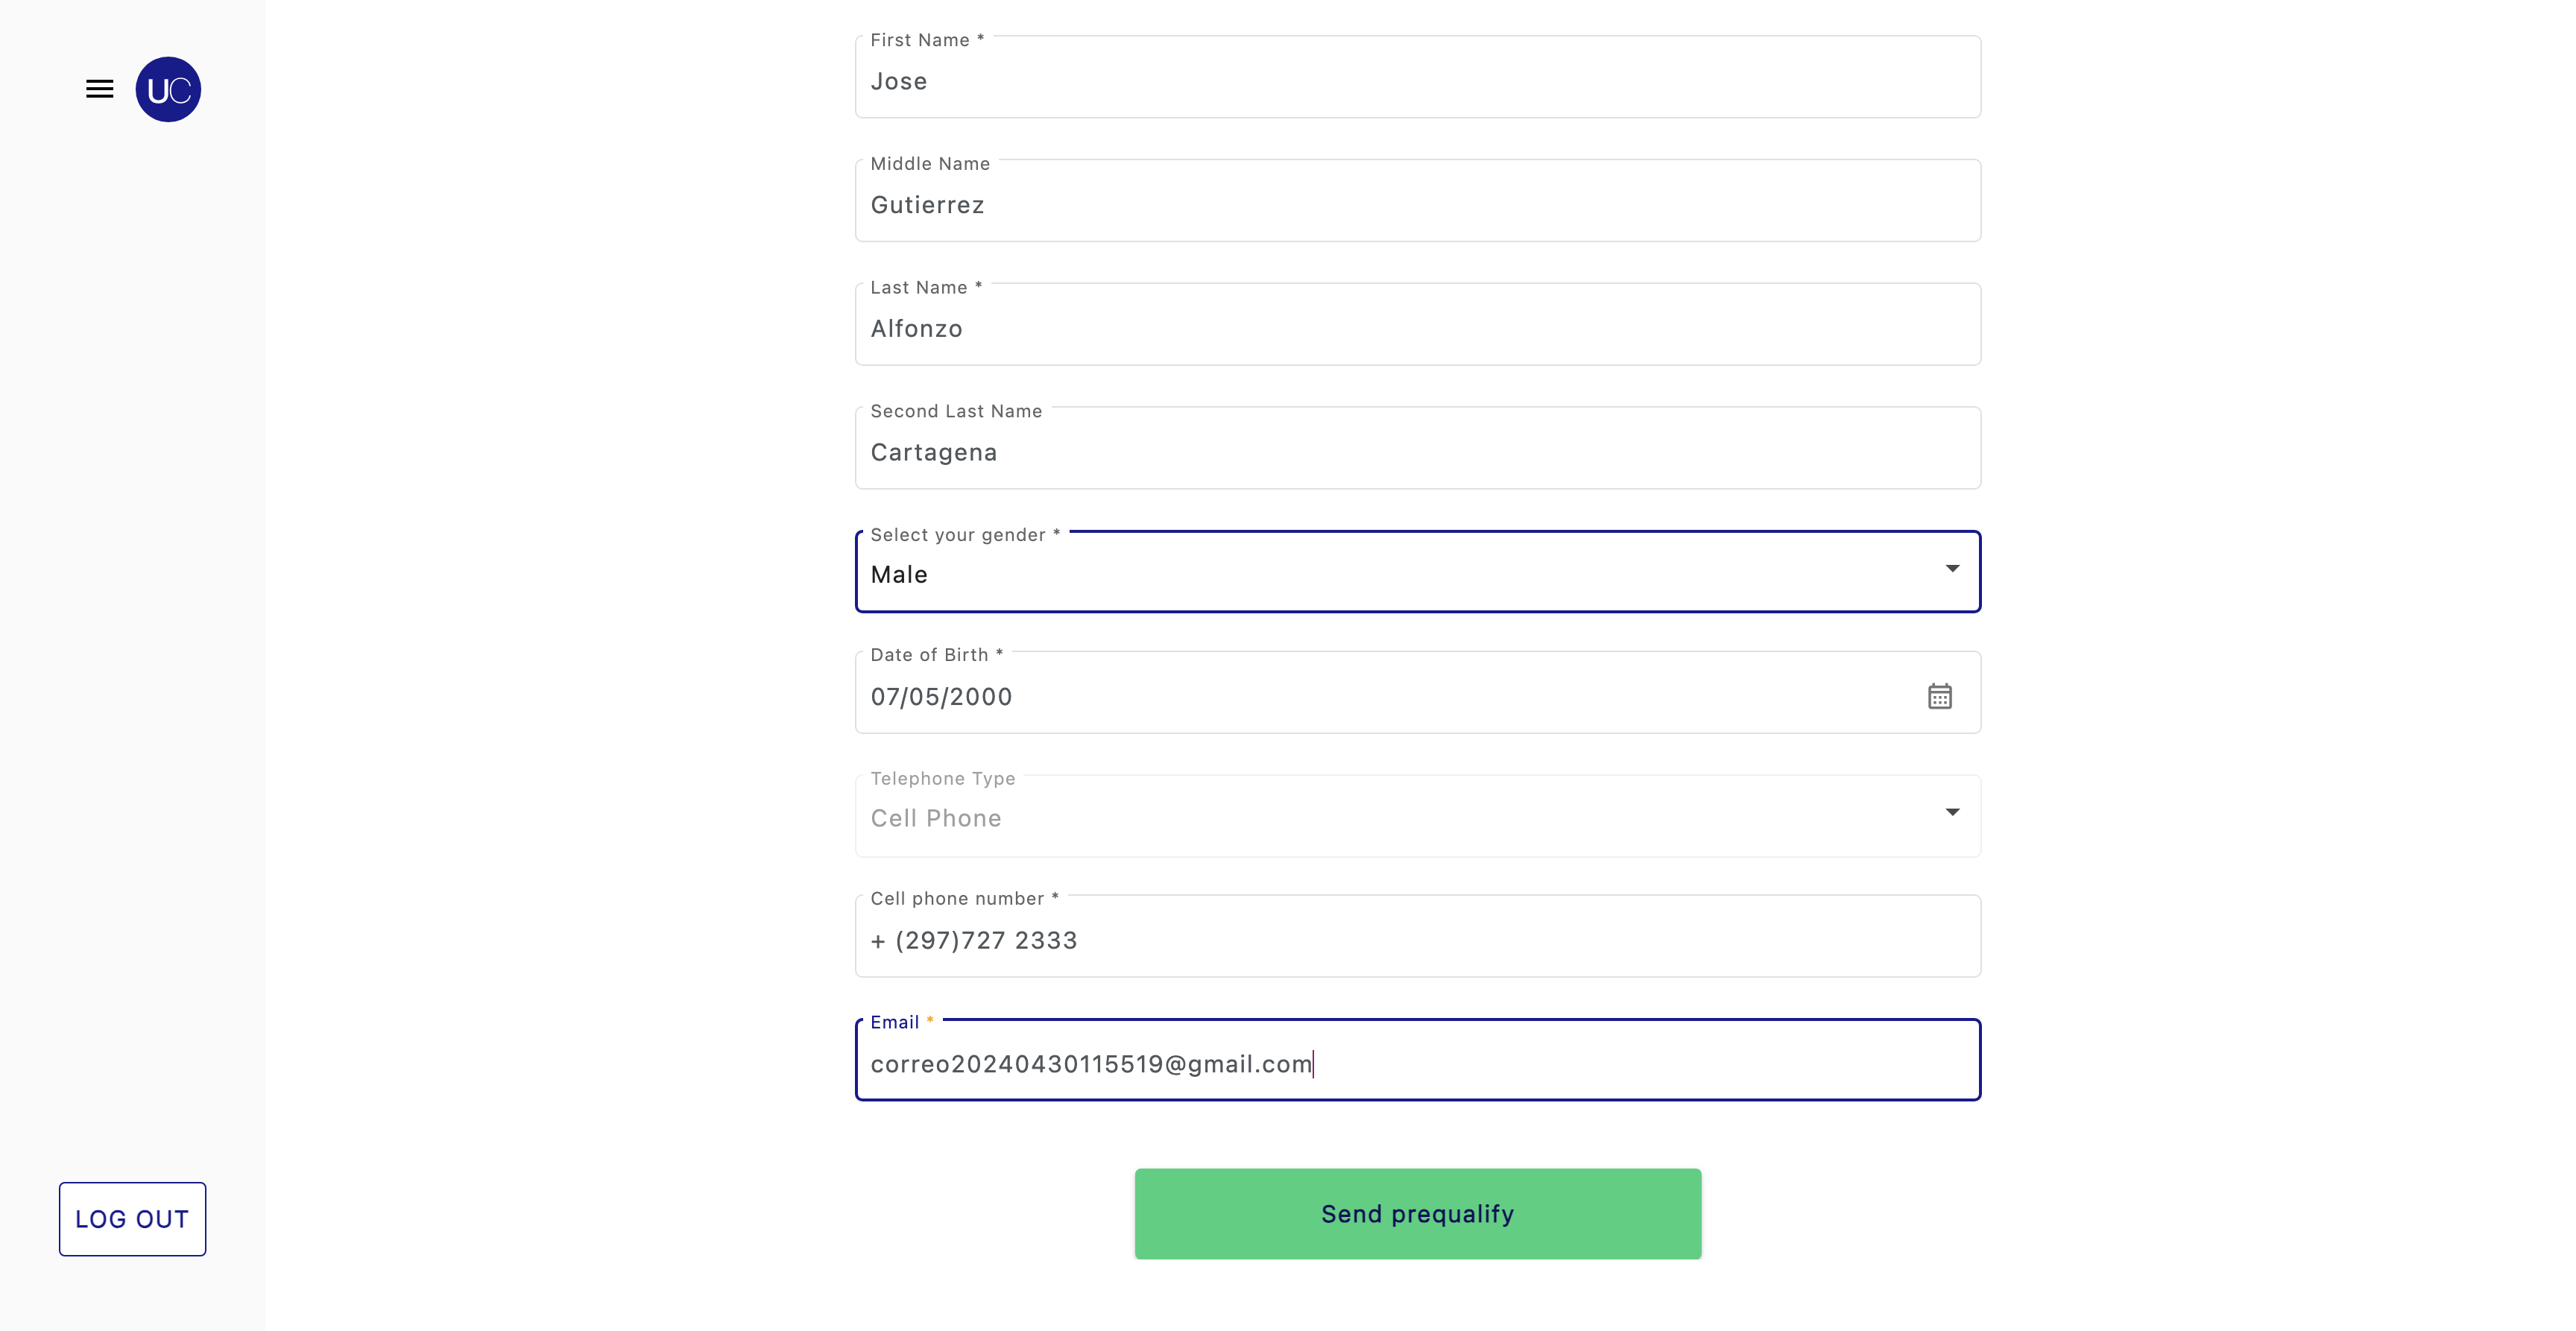 UC
First Name *
Jose
Middle Name
Gutierrez
Last Name *
Alfonzo
Second Last Name
Cartagena
Select your gender *
Male
Date of Birth *
07/05/2000
Telephone Type
Cell Phone
Cell phone number *
+ (297)727 2333
Email *
correo20240430115519@gmail.com
Send prequalify
LOG OUT